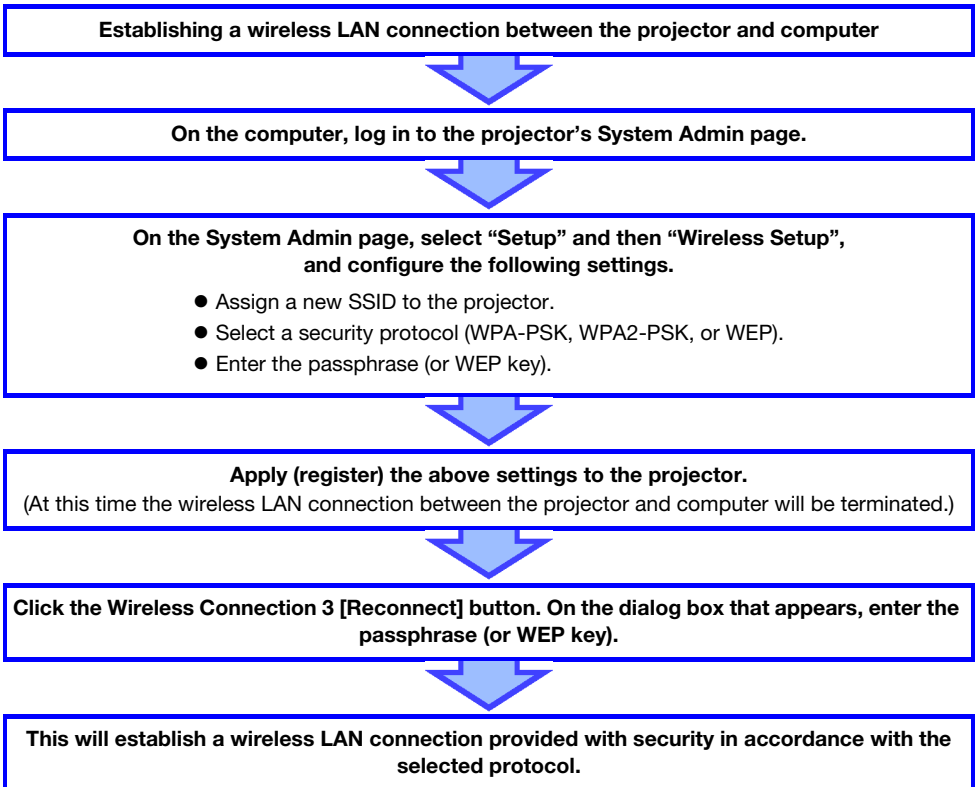 Establishing a wireless LAN connection between the projector and computer
On the computer, log in to the projector’s System Admin page.
On the System Admin page, select “Setup” and then “Wireless Setup”,
and configure the following settings.
● Assign a new SSID to the projector.
● Select a security protocol (WPA-PSK, WPA2-PSK, or WEP).
● Enter the passphrase (or WEP key).
Apply (register) the above settings to the projector.
(At this time the wireless LAN connection between the projector and computer will be terminated.)
Click the Wireless Connection 3 [Reconnect] button. On the dialog box that appears, enter the
passphrase (or WEP key).
This will establish a wireless LAN connection provided with security in accordance with the
selected protocol.